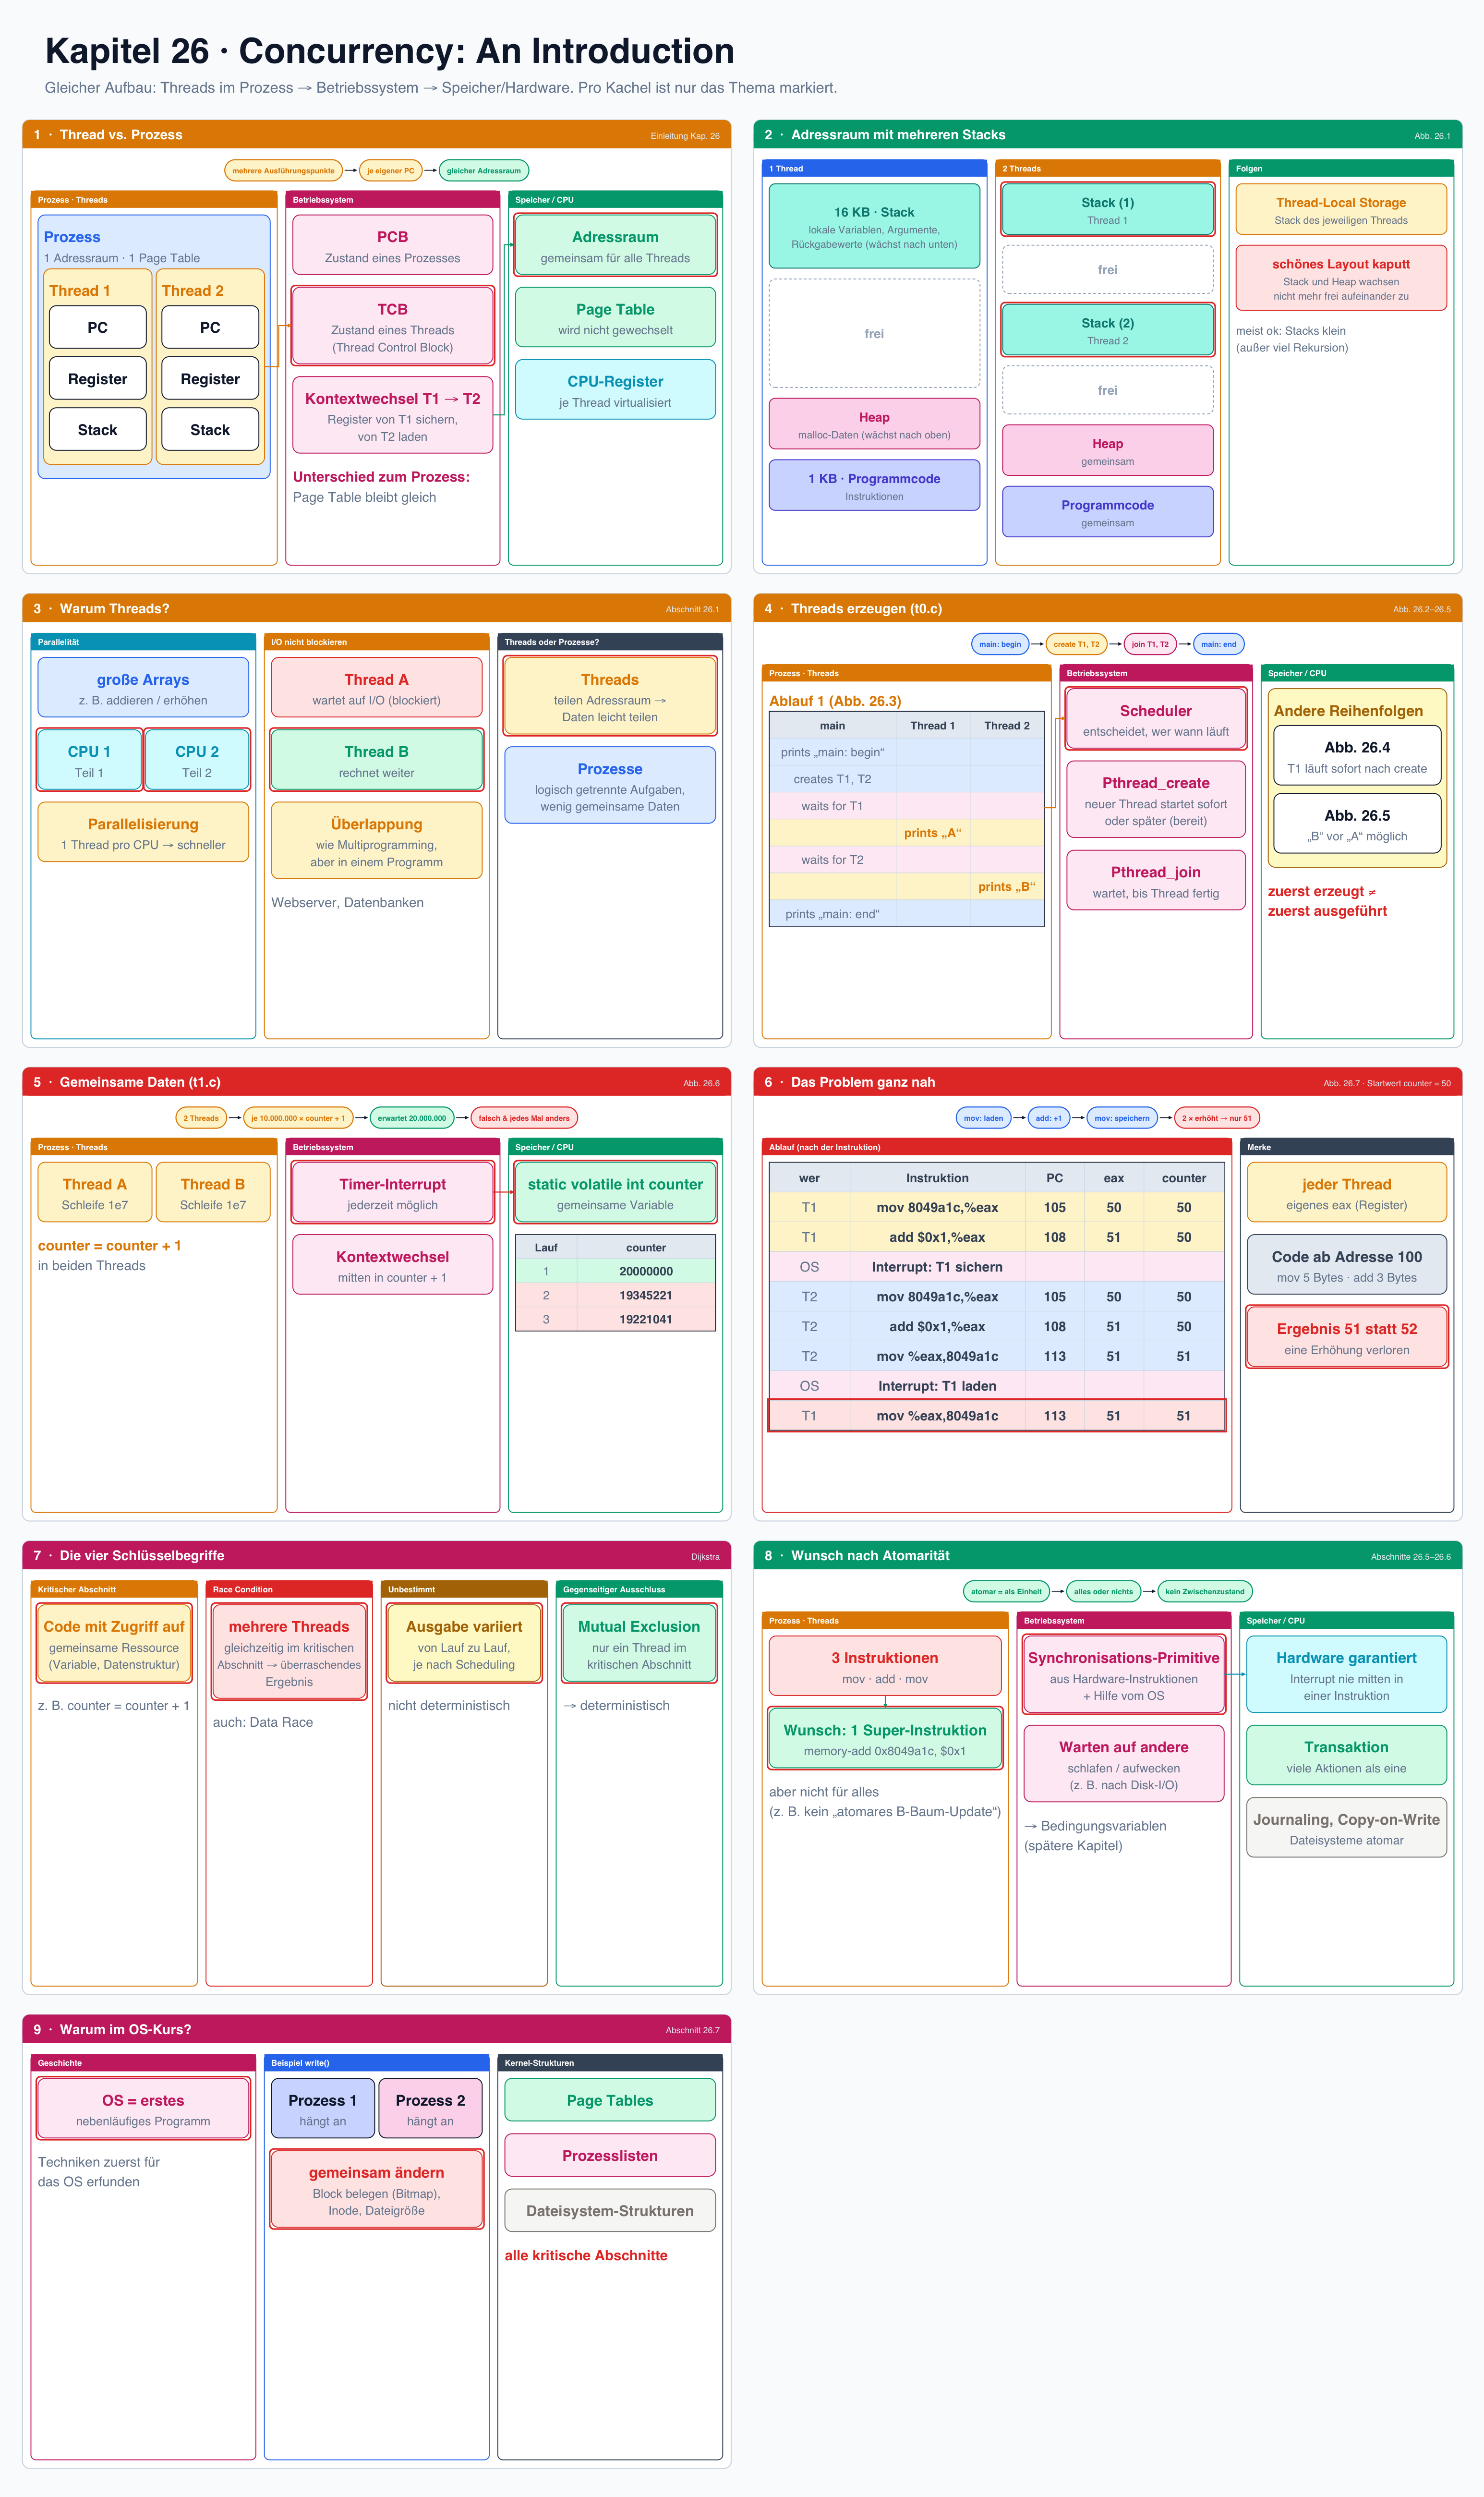 Kapitel 26 · Concurrency: An Introduction
Gleicher Aufbau: Threads im Prozess → Betriebssystem → Speicher/Hardware. Pro Kachel ist nur das Thema markiert.
1 · Thread vs. Prozess
Einleitung Kap. 26
mehrere Ausführungspunkte → je eigener PC → gleicher Adressraum
Prozess · Threads
Prozess
1 Adressraum · 1 Page Table
Thread 1
PC
Register
Stack
Thread 2
PC
Register
Stack
Betriebssystem
PCB
Zustand eines Prozesses
TCB
Zustand eines Threads
(Thread Control Block)
Kontextwechsel T1 → T2
Register von T1 sichern,
von T2 laden
Unterschied zum Prozess:
Page Table bleibt gleich
Speicher / CPU
Adressraum
gemeinsam für alle Threads
Page Table
wird nicht gewechselt
CPU-Register
je Thread virtualisiert
2 · Adressraum mit mehreren Stacks
Abb. 26.1
1 Thread
16 KB · Stack
lokale Variablen, Argumente,
Rückgabewerte (wächst nach unten)
frei
Heap
malloc-Daten (wächst nach oben)
1 KB · Programmcode
Instruktionen
2 Threads
Stack (1)
Thread 1
frei
Stack (2)
Thread 2
frei
Heap
gemeinsam
Programmcode
gemeinsam
Folgen
Thread-Local Storage
Stack des jeweiligen Threads
schönes Layout kaputt
Stack und Heap wachsen
nicht mehr frei aufeinander zu
meist ok: Stacks klein
(außer viel Rekursion)
3 · Warum Threads?
Abschnitt 26.1
Parallelität
große Arrays
z. B. addieren / erhöhen
CPU 1
Teil 1
CPU 2
Teil 2
Parallelisierung
1 Thread pro CPU → schneller
I/O nicht blockieren
Thread A
wartet auf I/O (blockiert)
Thread B
rechnet weiter
Überlappung
wie Multiprogramming,
aber in einem Programm
Webserver, Datenbanken
Threads oder Prozesse?
Threads
teilen Adressraum →
Daten leicht teilen
Prozesse
logisch getrennte Aufgaben,
wenig gemeinsame Daten
4 · Threads erzeugen (t0.c)
Abb. 26.2–26.5
main: begin → create T1, T2 → join T1, T2 → main: end
Prozess · Threads
Ablauf 1 (Abb. 26.3)
main Thread 1 Thread 2
prints „main: begin“
creates T1, T2
waits for T1
prints „A“
waits for T2
prints „B“
prints „main: end“
Betriebssystem
Scheduler
entscheidet, wer wann läuft
Pthread_create
neuer Thread startet sofort
oder später (bereit)
Pthread_join
wartet, bis Thread fertig
Speicher / CPU
Andere Reihenfolgen
Abb. 26.4
T1 läuft sofort nach create
Abb. 26.5
„B“ vor „A“ möglich
zuerst erzeugt ≠
zuerst ausgeführt
5 · Gemeinsame Daten (t1.c)
Abb. 26.6
2 Threads → je 10.000.000 × counter + 1 → erwartet 20.000.000 → falsch & jedes Mal anders
Prozess · Threads
Thread A
Schleife 1e7
Thread B
Schleife 1e7
counter = counter + 1
in beiden Threads
Betriebssystem
Timer-Interrupt
jederzeit möglich
Kontextwechsel
mitten in counter + 1
Speicher / CPU
static volatile int counter
gemeinsame Variable
Lauf counter
1 20000000
2 19345221
3 19221041
6 · Das Problem ganz nah
Abb. 26.7 · Startwert counter = 50
mov: laden → add: +1 → mov: speichern → 2 × erhöht → nur 51
Ablauf (nach der Instruktion)
wer Instruktion PC eax counter
T1 mov 8049a1c,%eax 105 50 50
T1 add $0x1,%eax 108 51 50
OS Interrupt: T1 sichern
T2 mov 8049a1c,%eax 105 50 50
T2 add $0x1,%eax 108 51 50
T2 mov %eax,8049a1c 113 51 51
OS Interrupt: T1 laden
T1 mov %eax,8049a1c 113 51 51
Merke
jeder Thread
eigenes eax (Register)
Code ab Adresse 100
mov 5 Bytes · add 3 Bytes
Ergebnis 51 statt 52
eine Erhöhung verloren
7 · Die vier Schlüsselbegriffe
Dijkstra
Kritischer Abschnitt
Code mit Zugriff auf
gemeinsame Ressource
(Variable, Datenstruktur)
z. B. counter = counter + 1
Race Condition
mehrere Threads
gleichzeitig im kritischen
Abschnitt → überraschendes
Ergebnis
auch: Data Race
Unbestimmt
Ausgabe variiert
von Lauf zu Lauf,
je nach Scheduling
nicht deterministisch
Gegenseitiger Ausschluss
Mutual Exclusion
nur ein Thread im
kritischen Abschnitt
→ deterministisch
8 · Wunsch nach Atomarität
Abschnitte 26.5–26.6
atomar = als Einheit → alles oder nichts → kein Zwischenzustand
Prozess · Threads
3 Instruktionen
mov · add · mov
Wunsch: 1 Super-Instruktion
memory-add 0x8049a1c, $0x1
aber nicht für alles
(z. B. kein „atomares B-Baum-Update“)
Betriebssystem
Synchronisations-Primitive
aus Hardware-Instruktionen
+ Hilfe vom OS
Warten auf andere
schlafen / aufwecken
(z. B. nach Disk-I/O)
→ Bedingungsvariablen
(spätere Kapitel)
Speicher / CPU
Hardware garantiert
Interrupt nie mitten in
einer Instruktion
Transaktion
viele Aktionen als eine
Journaling, Copy-on-Write
Dateisysteme atomar
9 · Warum im OS-Kurs?
Abschnitt 26.7
Geschichte
OS = erstes
nebenläufiges Programm
Techniken zuerst für
das OS erfunden
Beispiel write()
Prozess 1
hängt an
Prozess 2
hängt an
gemeinsam ändern
Block belegen (Bitmap),
Inode, Dateigröße
Kernel-Strukturen
Page Tables
Prozesslisten
Dateisystem-Strukturen
alle kritische Abschnitte